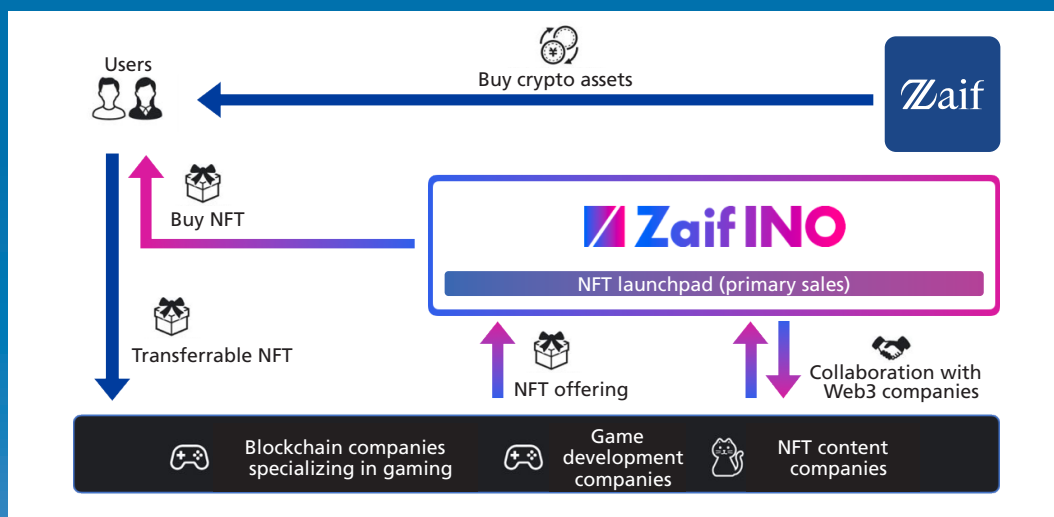 Users
Buy crypto assets
Zaif
Buy NFT
Zaif INO
NFT launchpad (primary sales)
Transferrable NFT
NFT offering
Collaboration with
Web3 companies
Blockchain companies
specializing in gaming
Game
development
companies
NFT content
companies